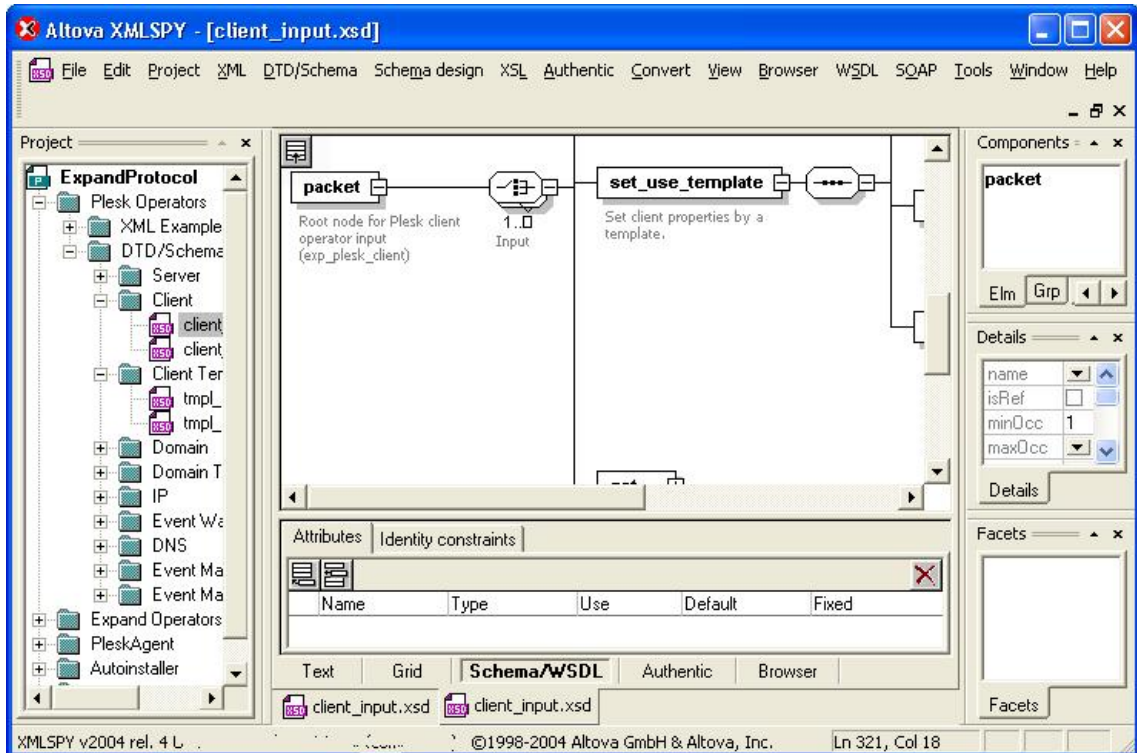 Altova XMLSPY - [client_input.xsd]
File Edit Project XML DTD/Schema Schema design XSL Authentic Convert View Browser WSDL SOAP Tools Window Help
Project
ExpandProtocol
Plesk Operators
XML Example
DTD/Schema
Server
Client
client_
client_
Client Ter
tmpl_
tmpl_
Domain
Domain T
IP
Event Wa
DNS
Event Ma
Event Ma
Expand Operators
PleskAgent
Autoinstaller
packet
Root node for Plesk client
operator input
(exp_plesk_client)
Input
set_use_template
Set client properties by a
template.
Attributes Identity constraints
Name Type Use Default Fixed
Text Grid Schema/WSDL Authentic Browser
client_input.xsd client_input.xsd
Components
packet
Elm Grp
Details
name
isRef
minOcc 1
maxOcc
Details
Facets
Facets
XMLSPY v2004 rel. 4 ©1998-2004 Altova GmbH & Altova, Inc. Ln 321, Col 18